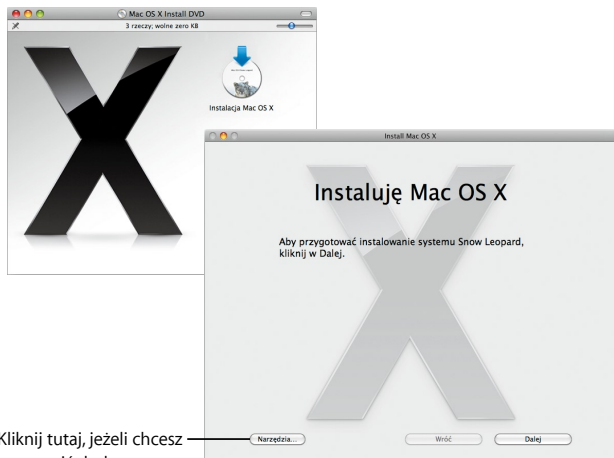 Mac OS X Install DVD
3 rzeczy; wolne zero KB
Instalacja Mac OS X
Install Mac OS X
Instaluję Mac OS X
Aby przygotować instalowanie systemu Snow Leopard,
kliknij w Dalej.
Kliknij tutaj, jeżeli chcesz
Narzędzia...
Wróć
Dalej